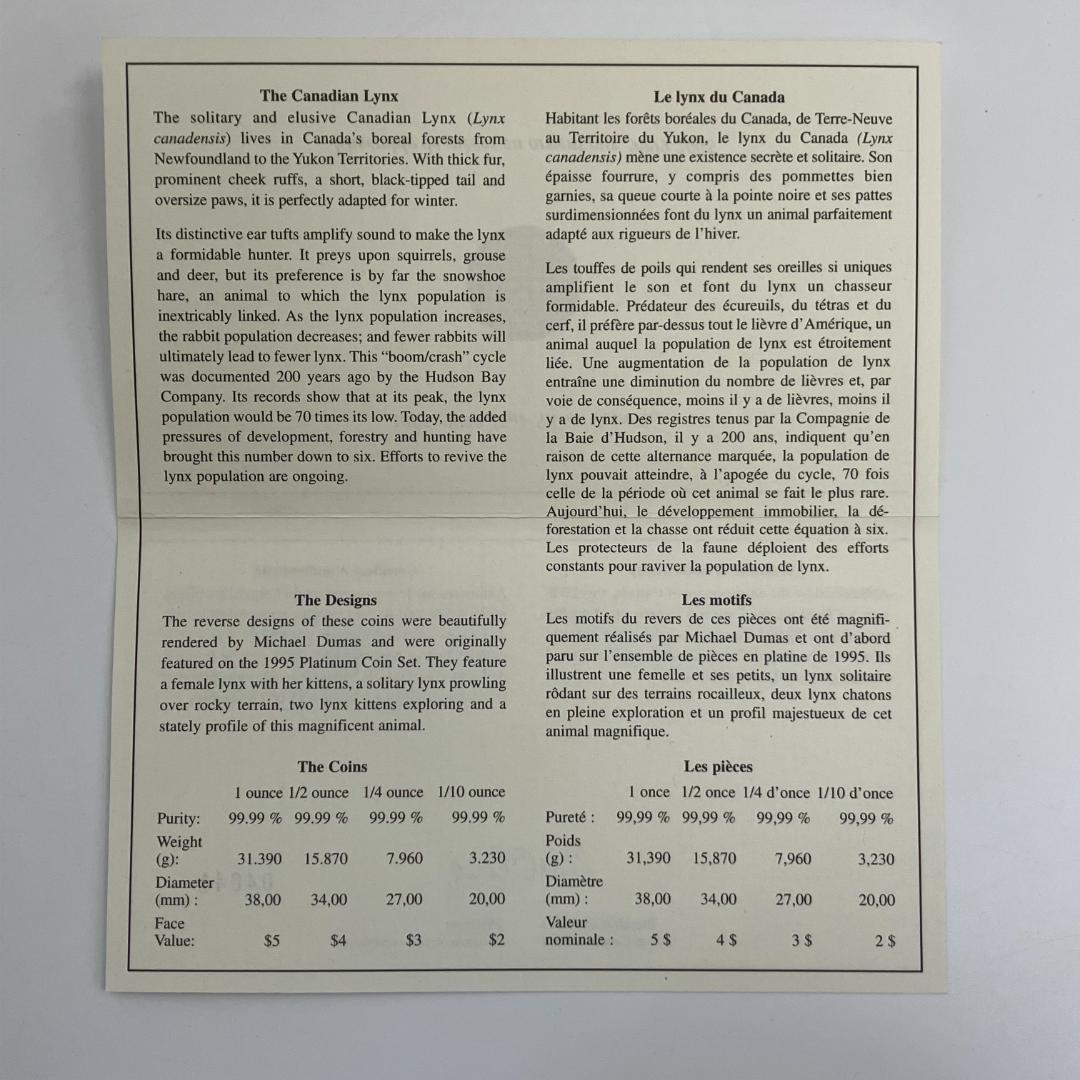 The Canadian Lynx
The solitary and elusive Canadian Lynx (Lynx
canadensis) lives in Canada's boreal forests from
Newfoundland to the Yukon Territories. With thick fur,
prominent cheek ruffs, a short, black-tipped tail and
oversize paws, it is perfectly adapted for winter.
Its distinctive ear tufts amplify sound to make the lynx
a formidable hunter. It preys upon squirrels, grouse
and deer, but its preference is by far the snowshoe
hare, an animal to which the lynx population is
inextricably linked. As the lynx population increases,
the rabbit population decreases; and fewer rabbits will
ultimately lead to fewer lynx. This “boom/crash” cycle
was documented 200 years ago by the Hudson Bay
Company. Its records show that at its peak, the lynx
population would be 70 times its low. Today, the added
pressures of development, forestry and hunting have
brought this number down to six. Efforts to revive the
lynx population are ongoing.
The Designs
The reverse designs of these coins were beautifully
rendered by Michael Dumas and were originally
featured on the 1995 Platinum Coin Set. They feature
a female lynx with her kittens, a solitary lynx prowling
over rocky terrain, two lynx kittens exploring and a
stately profile of this magnificent animal.
The Coins
1 ounce 1/2 ounce 1/4 ounce 1/10 ounce
Purity: 99.99 % 99.99 % 99.99 % 99.99 %
Weight
(g): 31.390 15.870 7.960 3.230
Diameter
(mm) : 38,00 34,00 27,00 20,00
Face
Value: $5 $4 $3 $2
Le lynx du Canada
Habitant les forêts boréales du Canada, de Terre-Neuve
au Territoire du Yukon, le lynx du Canada (Lynx
canadensis) mène une existence secrète et solitaire. Son
épaisse fourrure, y compris des pommettes bien
garnies, sa queue courte à la pointe noire et ses pattes
surdimensionnées font du lynx un animal parfaitement
adapté aux rigueurs de l'hiver.
Les touffes de poils qui rendent ses oreilles si uniques
amplifient le son et font du lynx un chasseur
formidable. Prédateur des écureuils, du tétras et du
cerf, il préfère par-dessus tout le lièvre d'Amérique, un
animal auquel la population de lynx est étroitement
liée. Une augmentation de la population de lynx
entraîne une diminution du nombre de lièvres et, par
voie de conséquence, moins il y a de lièvres, moins il
y a de lynx. Des registres tenus par la Compagnie de
la Baie d'Hudson, il y a 200 ans, indiquent qu'en
raison de cette alternance marquée, la population de
lynx pouvait atteindre, à l'apogée du cycle, 70 fois
celle de la période où cet animal se fait le plus rare.
Aujourd'hui, le développement immobilier, la dé-
forestation et la chasse ont réduit cette équation à six.
Les protecteurs de la faune déploient des efforts
constants pour raviver la population de lynx.
Les motifs
Les motifs du revers de ces pièces ont été magnifi-
quement réalisés par Michael Dumas et ont d'abord
paru sur l'ensemble de pièces en platine de 1995. Ils
illustrent une femelle et ses petits, un lynx solitaire
rôdant sur des terrains rocailleux, deux lynx chatons
en pleine exploration et un profil majestueux de cet
animal magnifique.
Les pièces
1 once 1/2 once 1/4 d'once 1/10 d'once
Pureté : 99,99 % 99,99 % 99,99 % 99,99 %
Poids
(g) : 31,390 15,870 7,960 3,230
Diamètre
(mm) : 38,00 34,00 27,00 20,00
Valeur
nominale : 5 $ 4 $ 3 $ 2 $